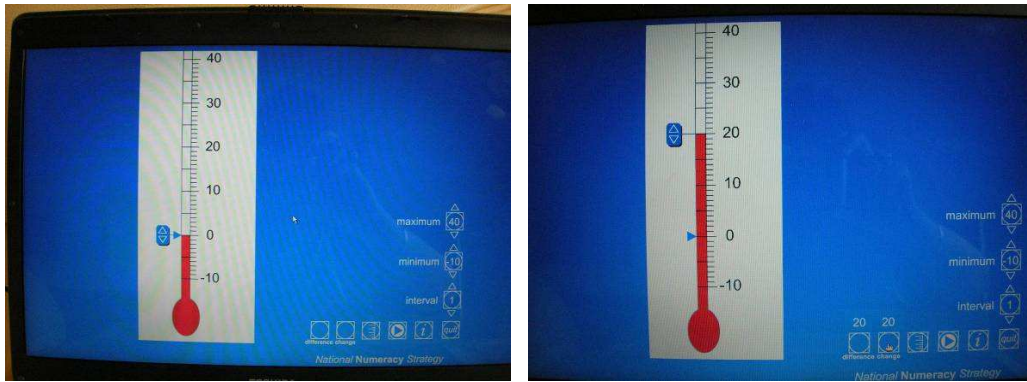 40
30
20
10
0
-10
maximum 40
minimum -10
interval 1
difference change
i quit
National Numeracy Strategy
40
30
20
10
0
-10
maximum 40
minimum -10
interval 1
20 20
difference change
i quit
National Numeracy Strategy